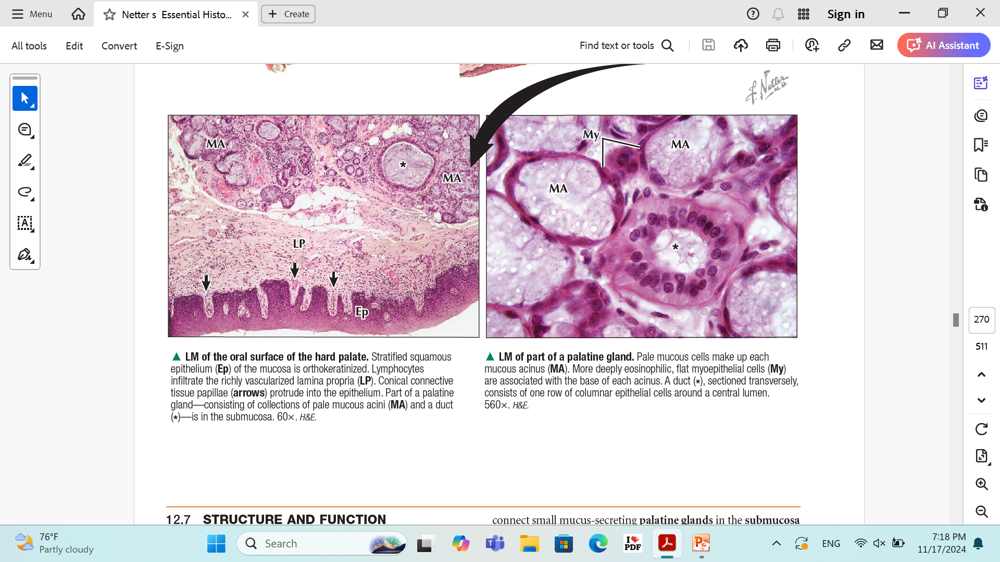 Menu
Netter s Essential Histo...
Create
Sign in
All tools
Edit
Convert
E-Sign
Find text or tools
AI Assistant
f. Netter
M.D.
MA
*
MA
LP
Ep
My
MA
MA
*
▲ LM of the oral surface of the hard palate. Stratified squamous
epithelium (Ep) of the mucosa is orthokeratinized. Lymphocytes
infiltrate the richly vascularized lamina propria (LP). Conical connective
tissue papillae (arrows) protrude into the epithelium. Part of a palatine
gland—consisting of collections of pale mucous acini (MA) and a duct
(*)—is in the submucosa. 60×. H&E.
▲ LM of part of a palatine gland. Pale mucous cells make up each
mucous acinus (MA). More deeply eosinophilic, flat myoepithelial cells (My)
are associated with the base of each acinus. A duct (*), sectioned transversely,
consists of one row of columnar epithelial cells around a central lumen.
560×. H&E.
12.7 STRUCTURE AND FUNCTION
connect small mucus-secreting palatine glands in the submucosa
270
511
76°F
Partly cloudy
Search
I ♥
PDF
ENG
7:18 PM
11/17/2024